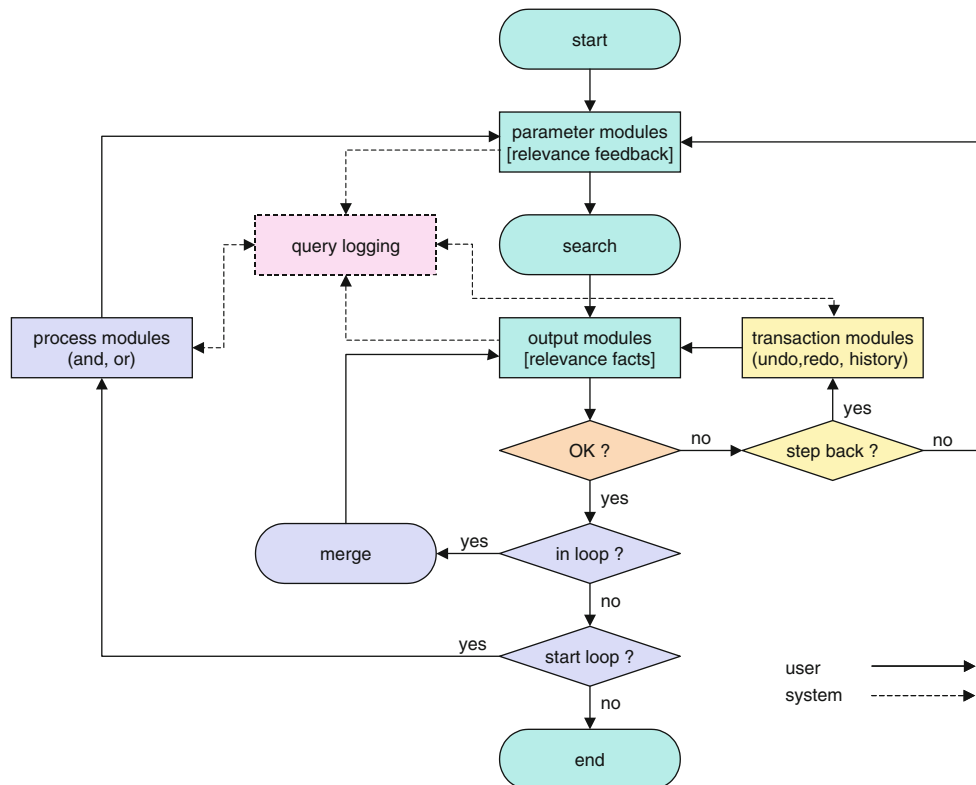 start
parameter modules
[relevance feedback]
query logging
search
process modules
(and, or)
output modules
[relevance facts]
transaction modules
(undo,redo, history)
yes
OK ?
no
step back ?
no
yes
merge
yes
in loop ?
no
yes
start loop ?
user
system
no
end